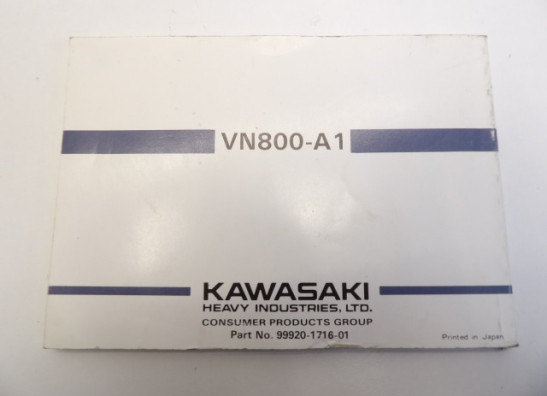 VN800-A1
KAWASAKI
HEAVY INDUSTRIES, LTD.
CONSUMER PRODUCTS GROUP
Part No. 99920-1716-01
Printed in Japan